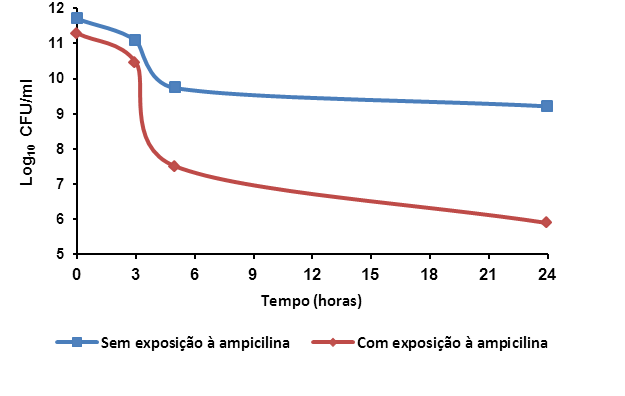 12
11
10
9
8
7
6
5
Log₁₀ CFU/ml
0 3 6 9 12 15 18 21 24
Tempo (horas)
Sem exposição à ampicilina Com exposição à ampicilina